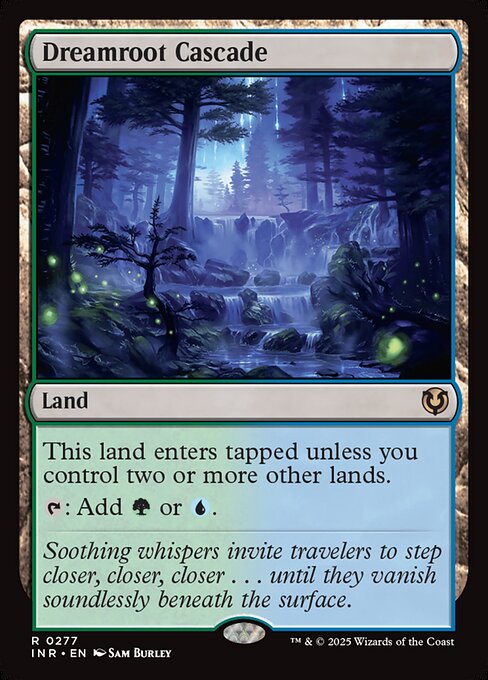 Dreamroot Cascade
Land
This land enters tapped unless you
control two or more other lands.
: Add or .
Soothing whispers invite travelers to step
closer, closer, closer . . . until they vanish
soundlessly beneath the surface.
R 0277
INR • EN Sam Burley
™ & © 2025 Wizards of the Coast